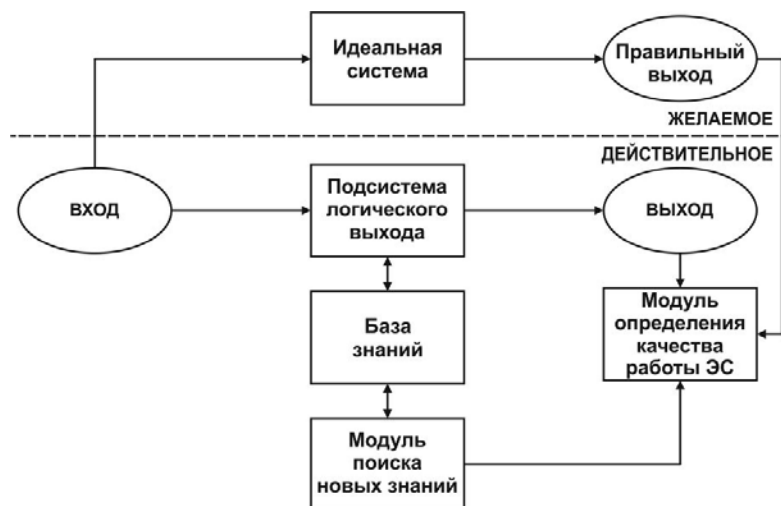 Идеальная
система
Правильный
выход
ЖЕЛАЕМОЕ
ДЕЙСТВИТЕЛЬНОЕ
ВХОД
Подсистема
логического
выхода
ВЫХОД
База
знаний
Модуль
определения
качества
работы ЭС
Модуль
поиска
новых знаний